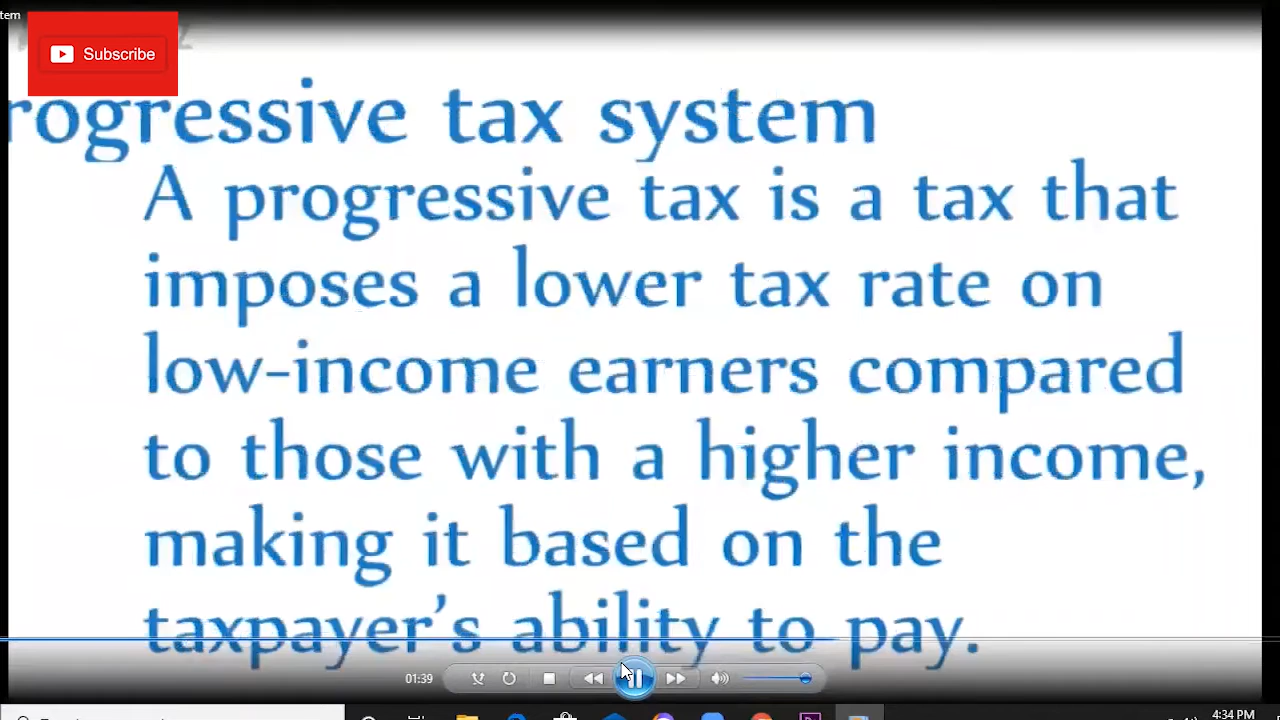 tem
Subscribe
rogressive tax system
A progressive tax is a tax that
imposes a lower tax rate on
low-income earners compared
to those with a higher income,
making it based on the
taxpayer's ability to pay.
01:39
4:34 PM